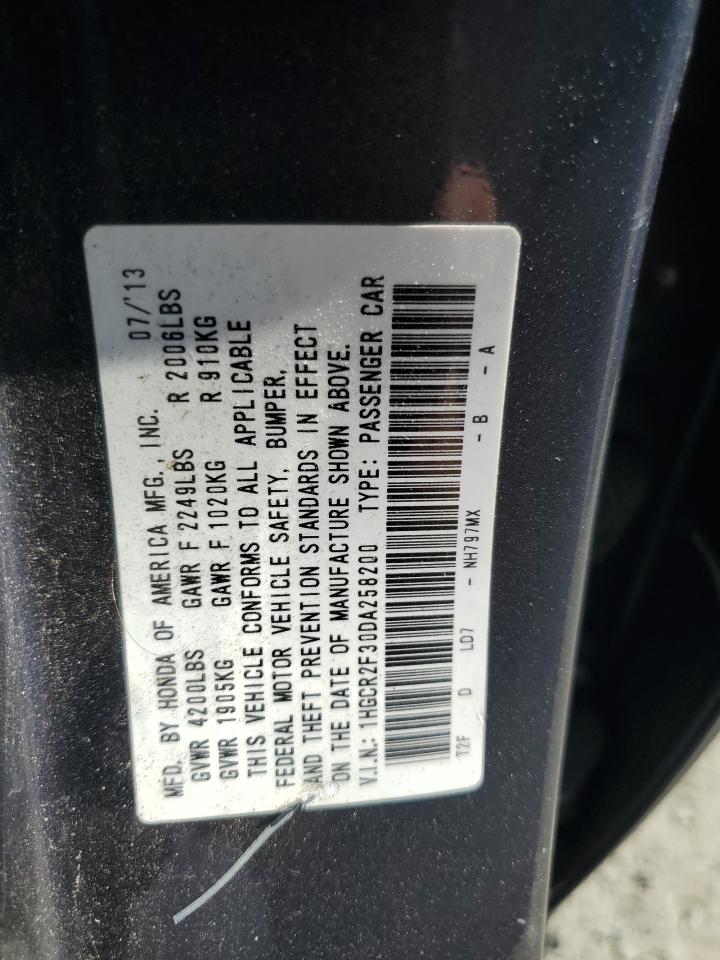 MFD. BY HONDA OF AMERICA MFG., INC. 07/'13
GVWR 4200LBS GAWR F 2249LBS R 2006LBS
GVWR 1905KG GAWR F 1020KG R 910KG
THIS VEHICLE CONFORMS TO ALL APPLICABLE
FEDERAL MOTOR VEHICLE SAFETY, BUMPER,
AND THEFT PREVENTION STANDARDS IN EFFECT
ON THE DATE OF MANUFACTURE SHOWN ABOVE.
V.I.N.: 1HGCR2F30DA258200 TYPE: PASSENGER CAR
T2F D LD7 - NH797MX - B - A